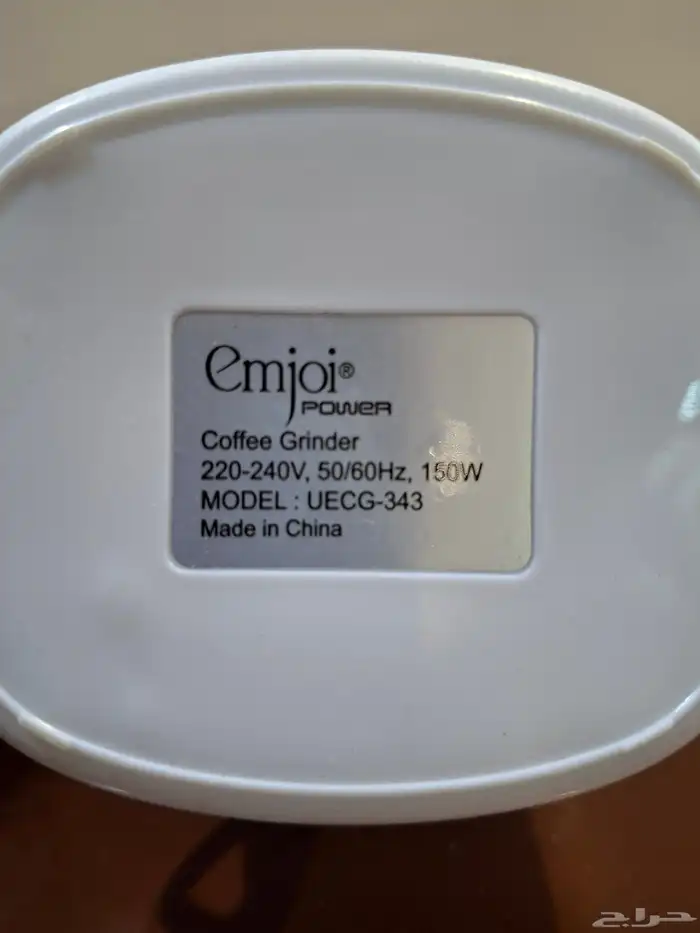 emjoi®
POWER
Coffee Grinder
220-240V, 50/60Hz, 150W
MODEL : UECG-343
Made in China
حراج